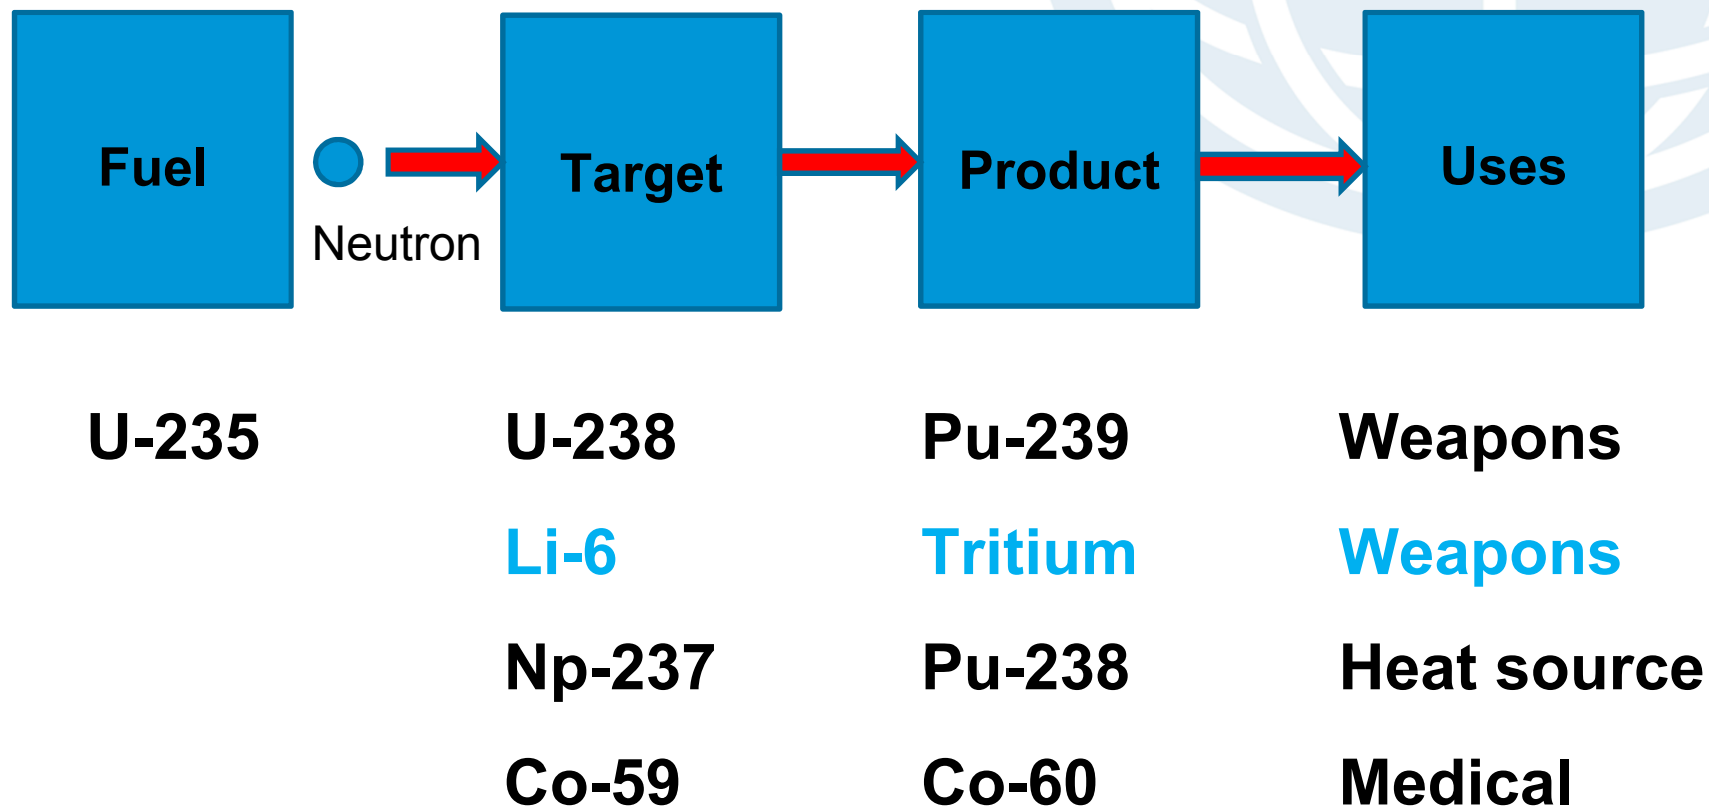 Fuel
Neutron
Target
Product
Uses
U-235 U-238 Pu-239 Weapons
Li-6 Tritium Weapons
Np-237 Pu-238 Heat source
Co-59 Co-60 Medical